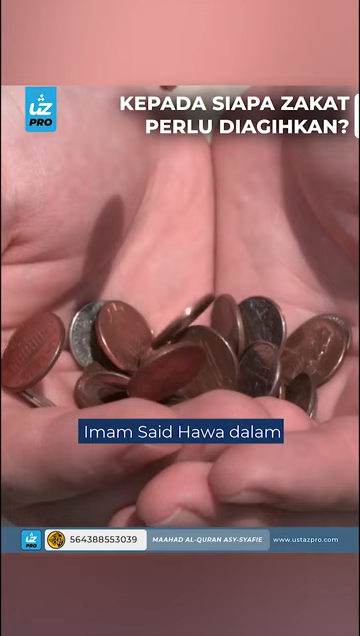 UZ
PRO
KEPADA SIAPA ZAKAT
PERLU DIAGIHKAN?
Imam Said Hawa dalam
UZ
PRO
564388553039
MAAHAD AL-QURAN ASY-SYAFIE
www.ustazpro.com